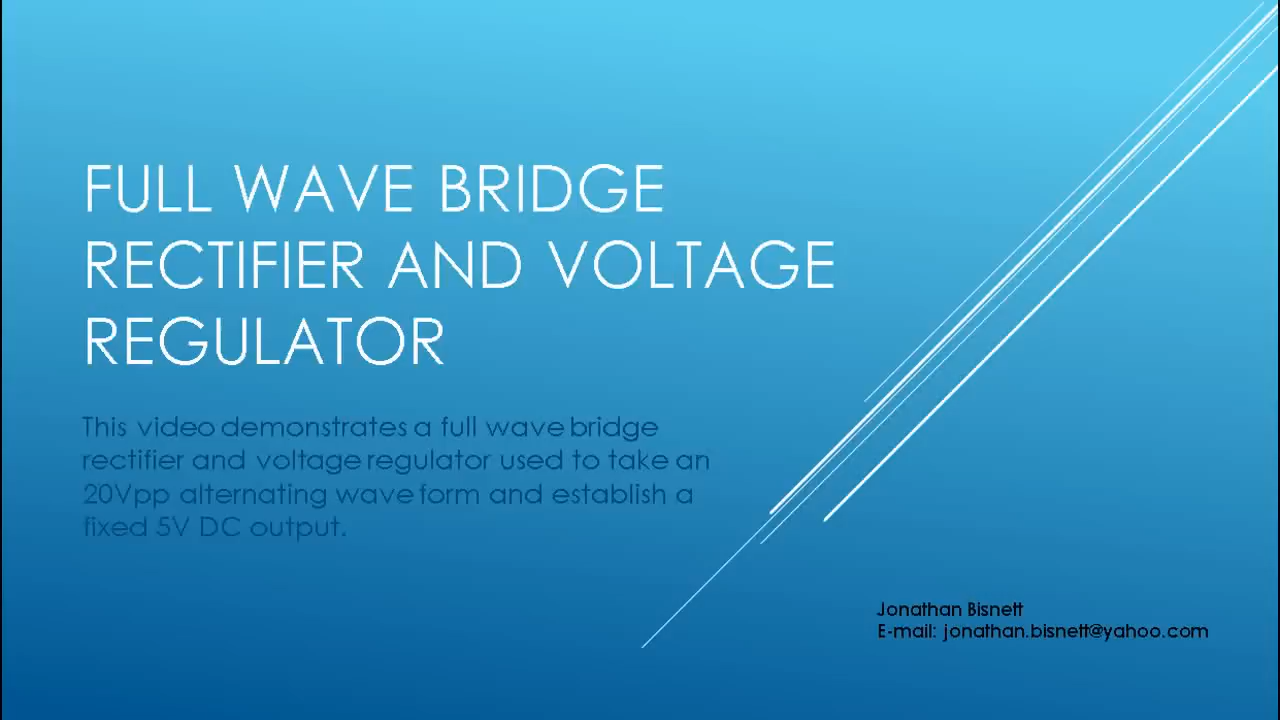 FULL WAVE BRIDGE
RECTIFIER AND VOLTAGE
REGULATOR
This video demonstrates a full wave bridge
rectifier and voltage regulator used to take an
20Vpp alternating wave form and establish a
fixed 5V DC output.
Jonathan Bisnett
E-mail: jonathan.bisnett@yahoo.com